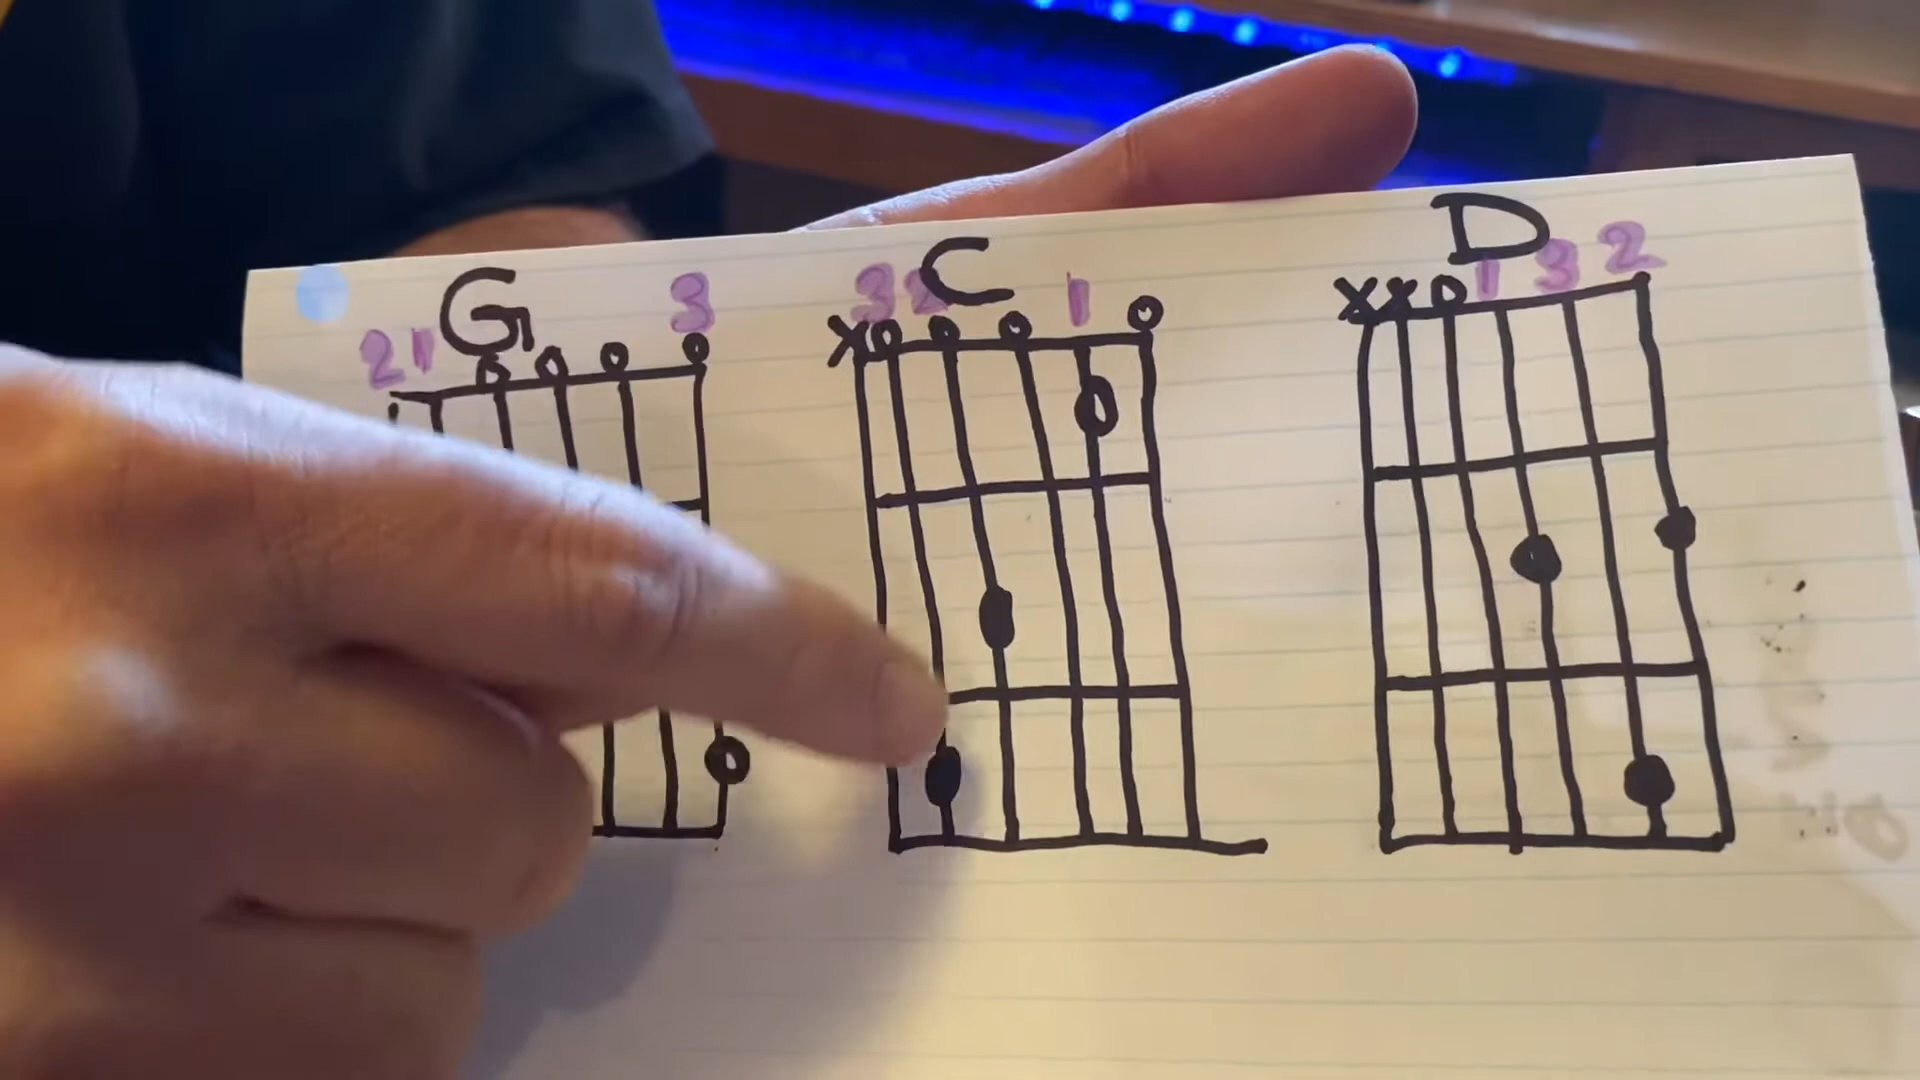 G C D
2 1 3 3 2 1 1 3 2
o o o o x o o o o x x o